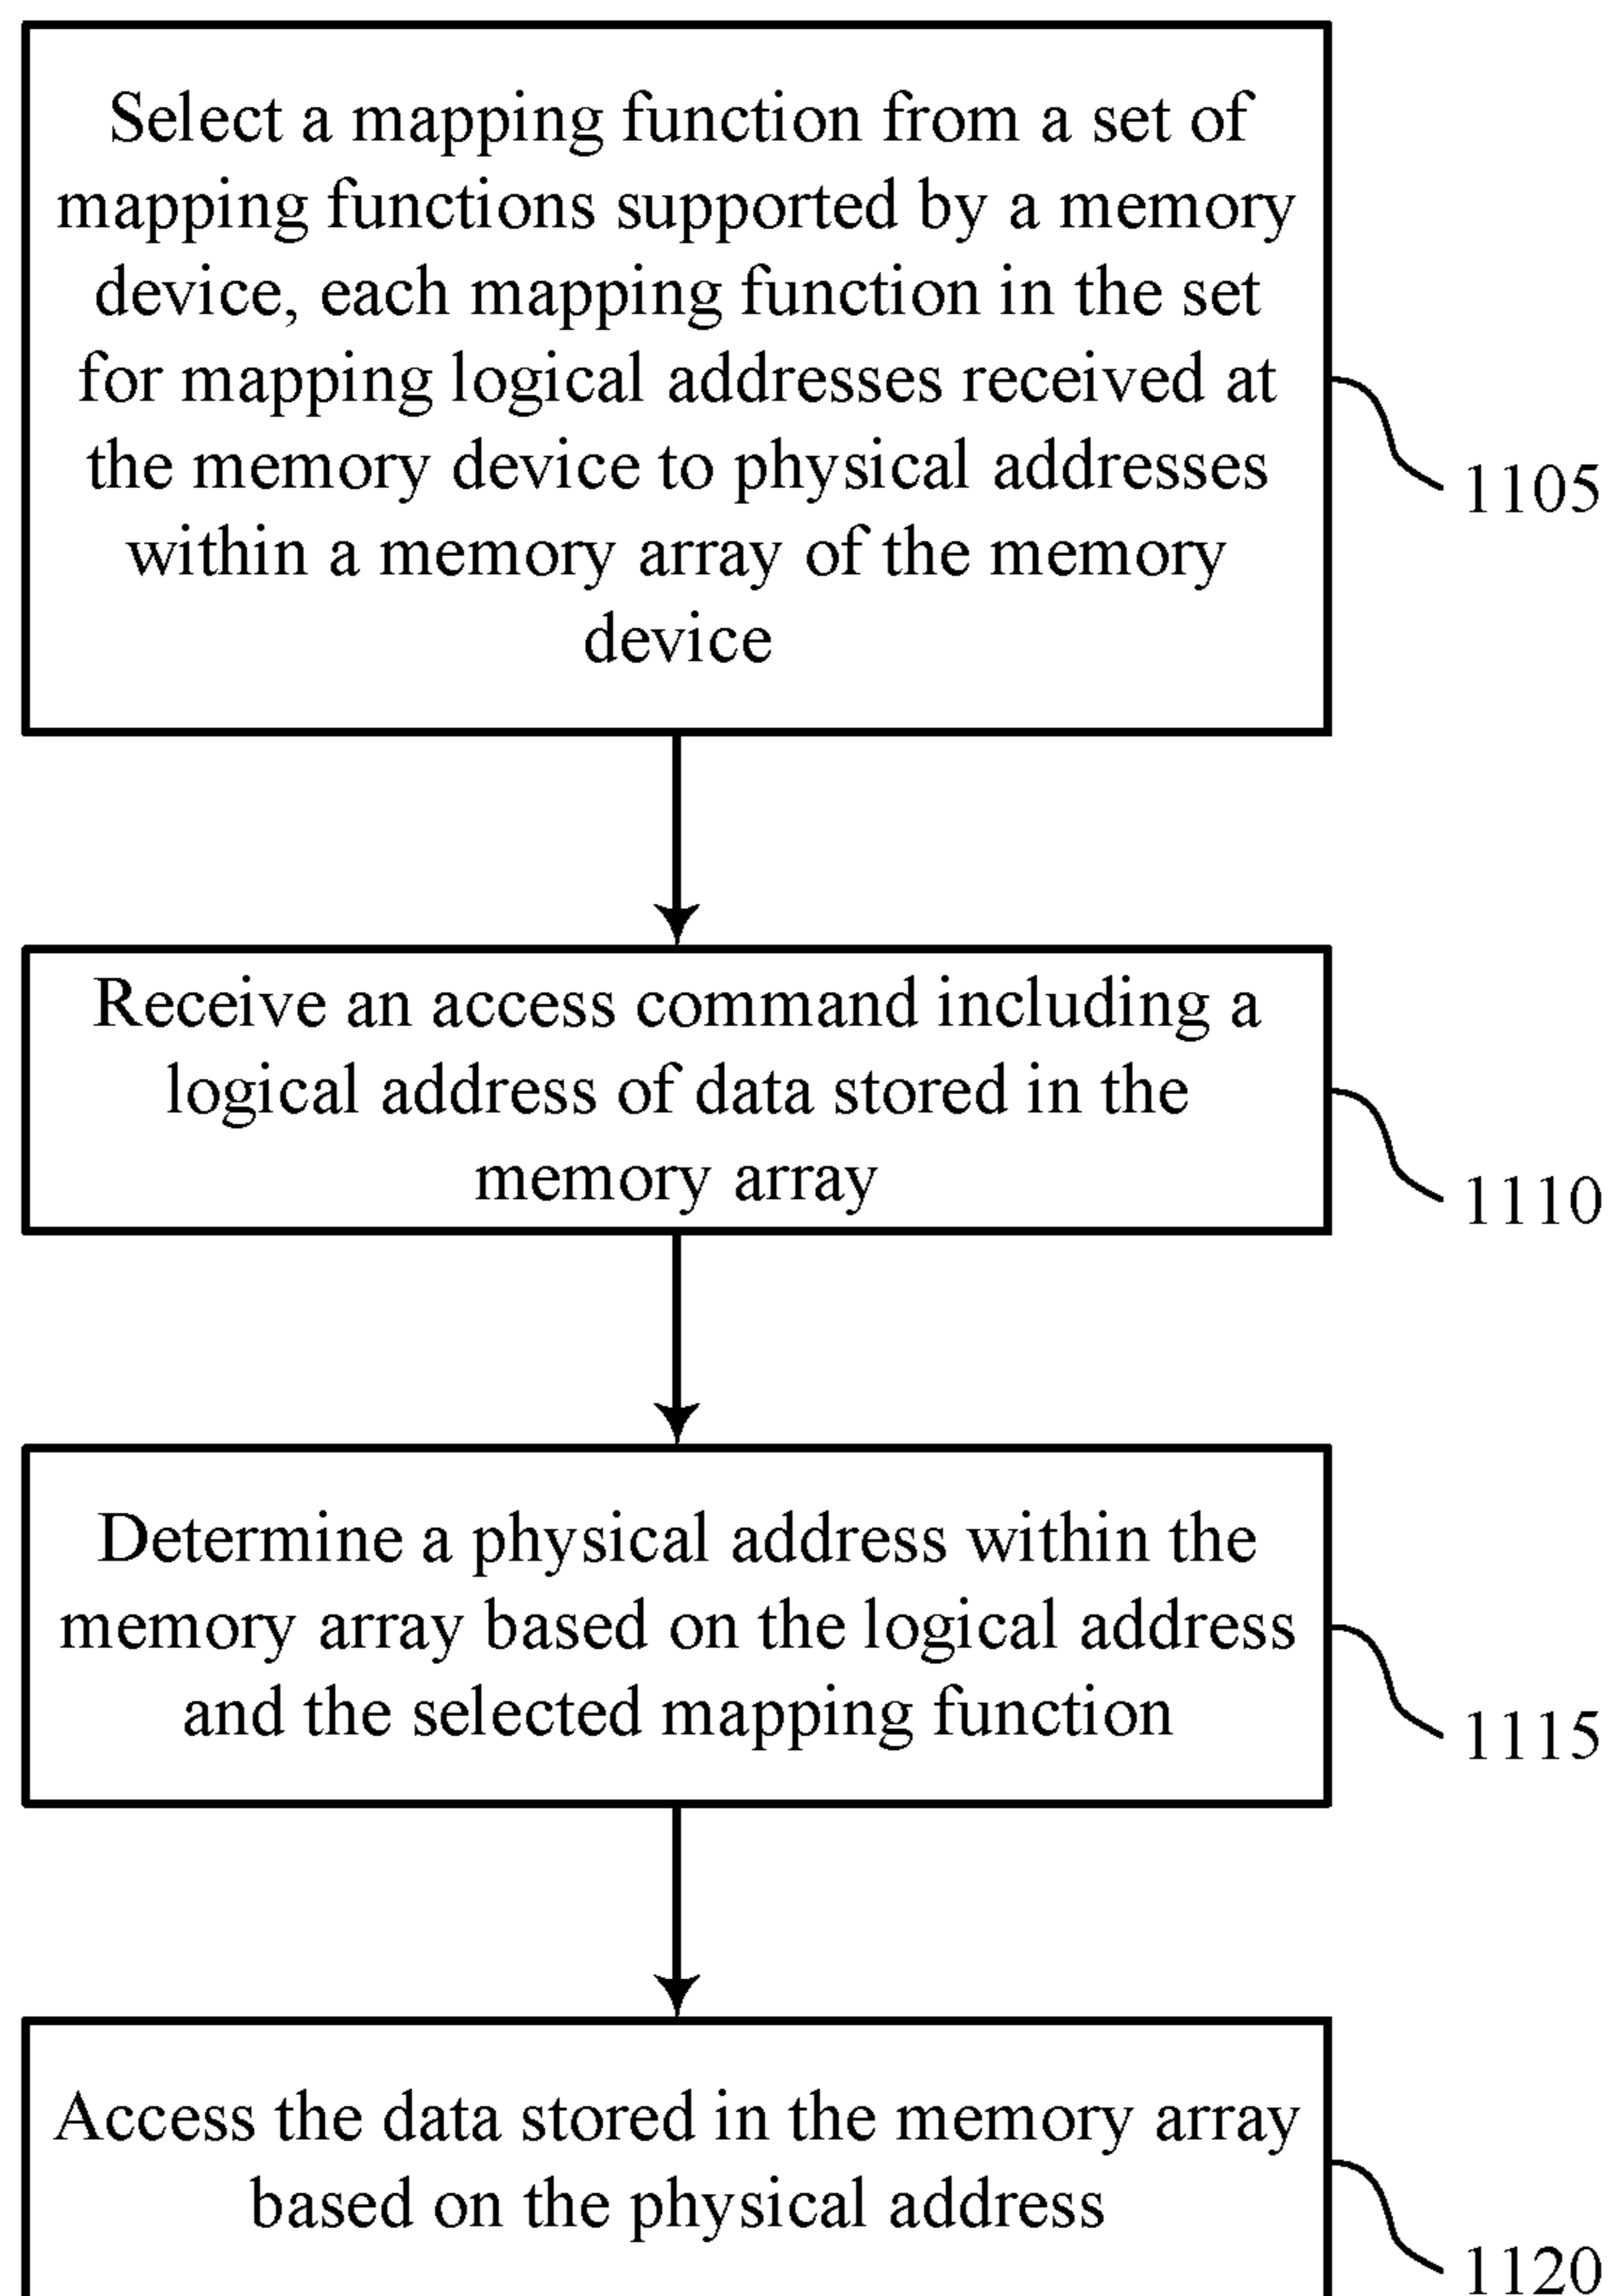 Select a mapping function from a set of
mapping functions supported by a memory
device, each mapping function in the set
for mapping logical addresses received at
the memory device to physical addresses
within a memory array of the memory
device
1105
Receive an access command including a
logical address of data stored in the
memory array
1110
Determine a physical address within the
memory array based on the logical address
and the selected mapping function
1115
Access the data stored in the memory array
based on the physical address
1120